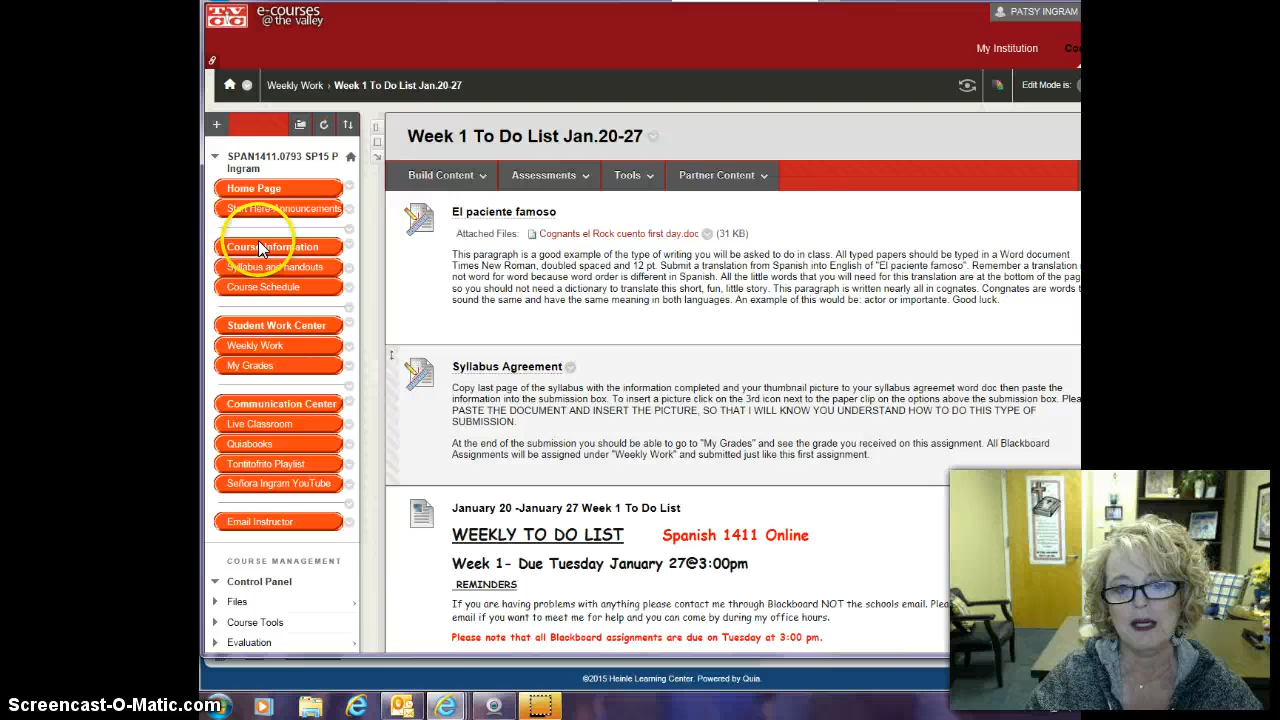 TVCC
e-courses
@ the valley
PATSY INGRAM
My Institution
Weekly Work › Week 1 To Do List Jan.20-27
Edit Mode is:
SPAN1411.0793 SP15 P
Ingram
Home Page
Start Here-Announcements
Course Information
Syllabus and handouts
Course Schedule
Student Work Center
Weekly Work
My Grades
Communication Center
Live Classroom
Quiabooks
Tontitofrito Playlist
Señora Ingram YouTube
Email Instructor
COURSE MANAGEMENT
Control Panel
Files
Course Tools
Evaluation
Week 1 To Do List Jan.20-27
Build Content
Assessments
Tools
Partner Content
El paciente famoso
Attached Files: Cognants el Rock cuento first day.doc (31 KB)
This paragraph is a good example of the type of writing you will be asked to do in class. All typed papers should be typed in a Word document
Times New Roman, doubled spaced and 12 pt. Submit a translation from Spanish into English of "El paciente famoso". Remember a translation
not word for word because word order is different in Spanish. All the little words that you will need for this translation are at the bottom of the pag
so you should not need a dictionary to translate this short, fun, little story. This paragraph is written nearly all in cognates. Congnates are words t
sound the same and have the same meaning in both languages. An example of this would be: actor or importante. Good luck.
Syllabus Agreement
Copy last page of the syllabus with the information completed and your thumbnail picture to your syllabus agreemet word doc then paste the
information into the submission box. To insert a picture click on the 3rd icon next to the paper clip on the options above the submission box. Plea
PASTE THE DOCUMENT AND INSERT THE PICTURE, SO THAT I WILL KNOW YOU UNDERSTAND HOW TO DO THIS TYPE OF
SUBMISSION.
At the end of the submission you should be able to go to "My Grades" and see the grade you received on this assignment. All Blackboard
Assignments will be assigned under "Weekly Work" and submitted just like this first assignment.
January 20 -January 27 Week 1 To Do List
WEEKLY TO DO LIST Spanish 1411 Online
Week 1- Due Tuesday January 27@3:00pm
REMINDERS
If you are having problems with anything please contact me through Blackboard NOT the schools email. Plea
email if you want to meet me for help and you can come by during my office hours.
Please note that all Blackboard assignments are due on Tuesday at 3:00 pm.
©2015 Heinle Learning Center. Powered by Quia.
Screencast-O-Matic.com